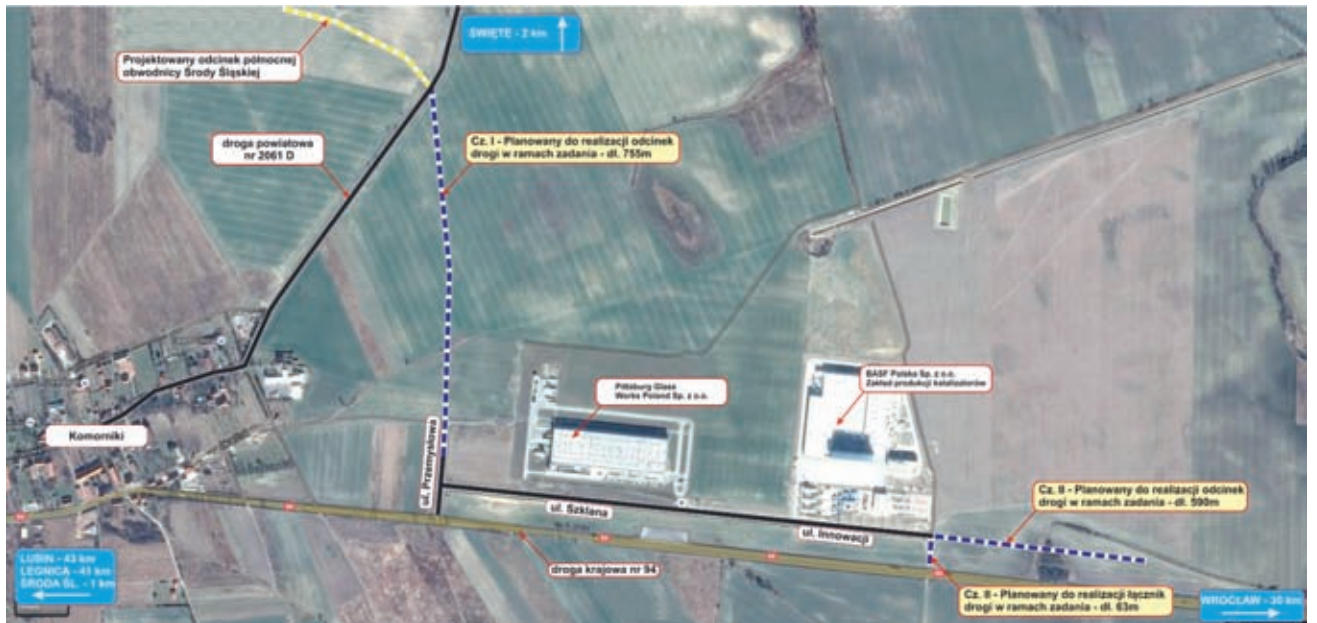 ŚWIĘTE - 2 km
Projektowany odcinek północnej
obwodnicy Środy Śląskiej
droga powiatowa
nr 2061 D
Cz. I - Planowany do realizacji odcinek
drogi w ramach zadania - dł. 755m
Pittsburg Glass
Works Poland Sp. z o.o.
BASF Polska Sp. z o.o.
Zakład produkcji katalizatorów
Komorniki
ul. Przemysłowa
ul. Szklana
ul. Innowacji
Cz. II - Planowany do realizacji odcinek
drogi w ramach zadania - dł. 590m
droga krajowa nr 94
LUBIN - 43 km
LEGNICA - 41 km
ŚRODA ŚL. - 1 km
Cz. II - Planowany do realizacji łącznik
drogi w ramach zadania - dł. 63m
WROCŁAW - 30 km